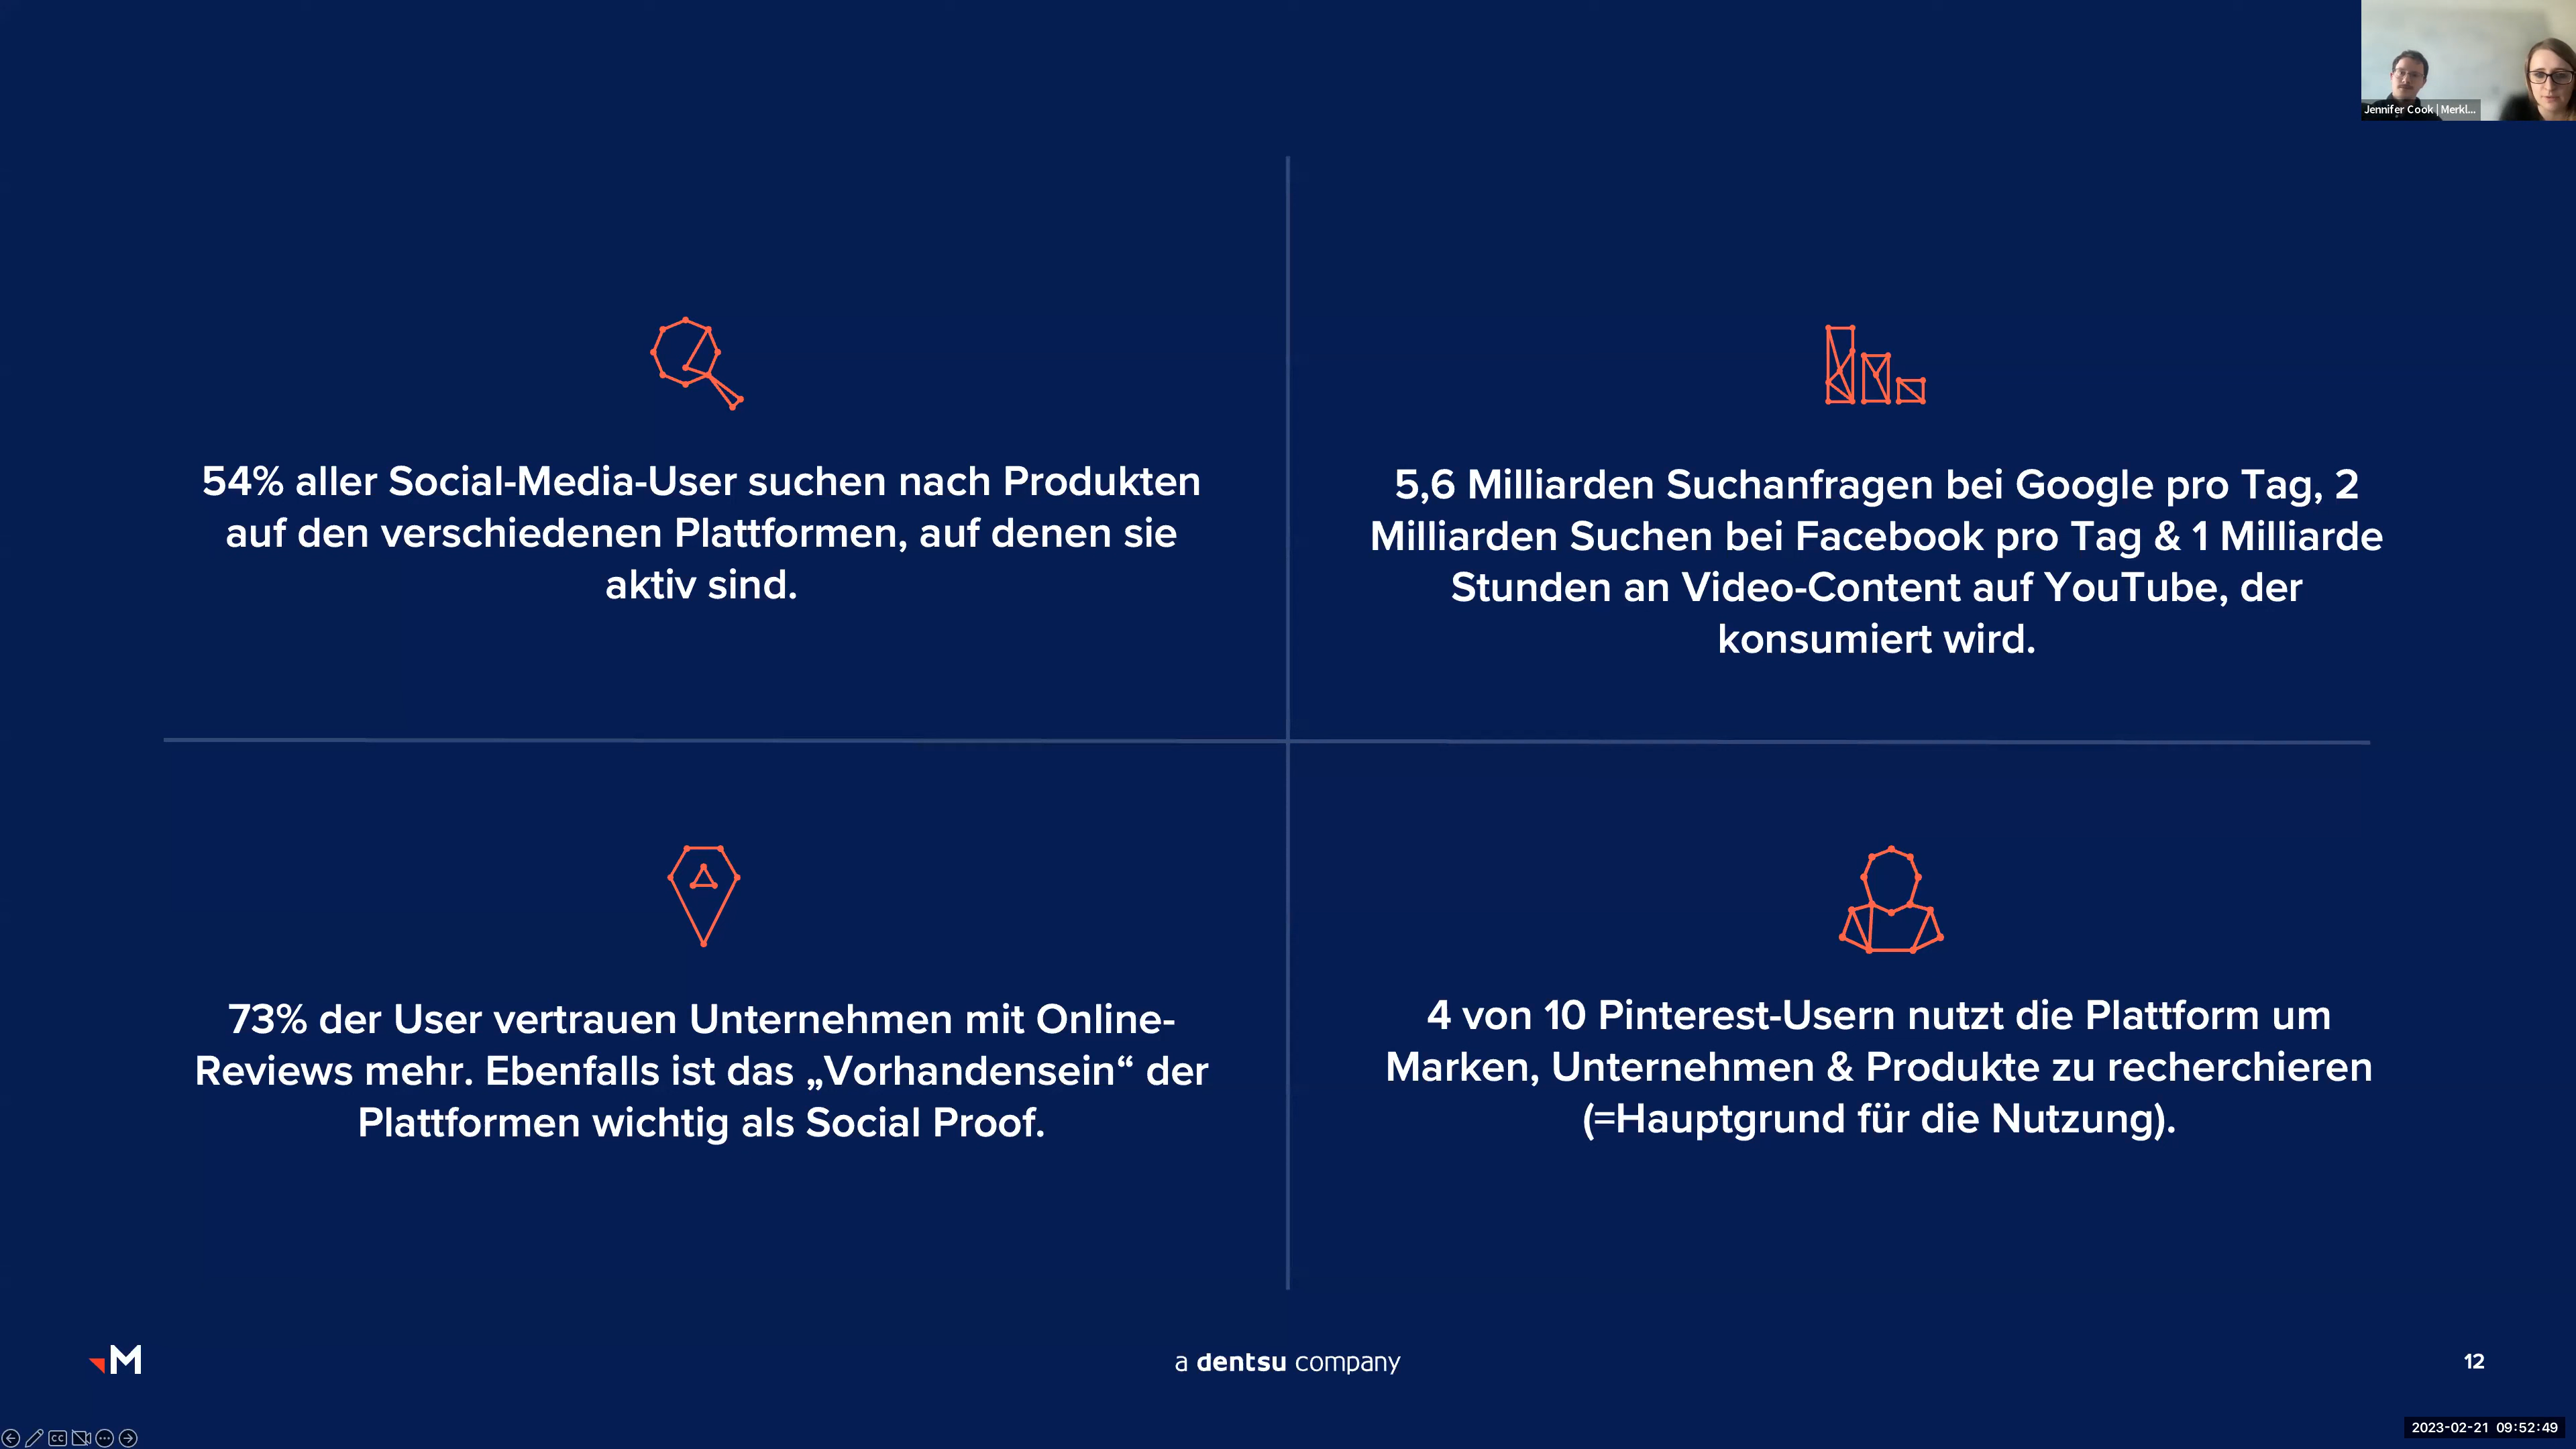 Jennifer Cook | Merkl...
54% aller Social-Media-User suchen nach Produkten
auf den verschiedenen Plattformen, auf denen sie
aktiv sind.
5,6 Milliarden Suchanfragen bei Google pro Tag, 2
Milliarden Suchen bei Facebook pro Tag & 1 Milliarde
Stunden an Video-Content auf YouTube, der
konsumiert wird.
73% der User vertrauen Unternehmen mit Online-
Reviews mehr. Ebenfalls ist das „Vorhandensein“ der
Plattformen wichtig als Social Proof.
4 von 10 Pinterest-Usern nutzt die Plattform um
Marken, Unternehmen & Produkte zu recherchieren
(=Hauptgrund für die Nutzung).
M
a dentsu company
12
CC
2023-02-21 09:52:49